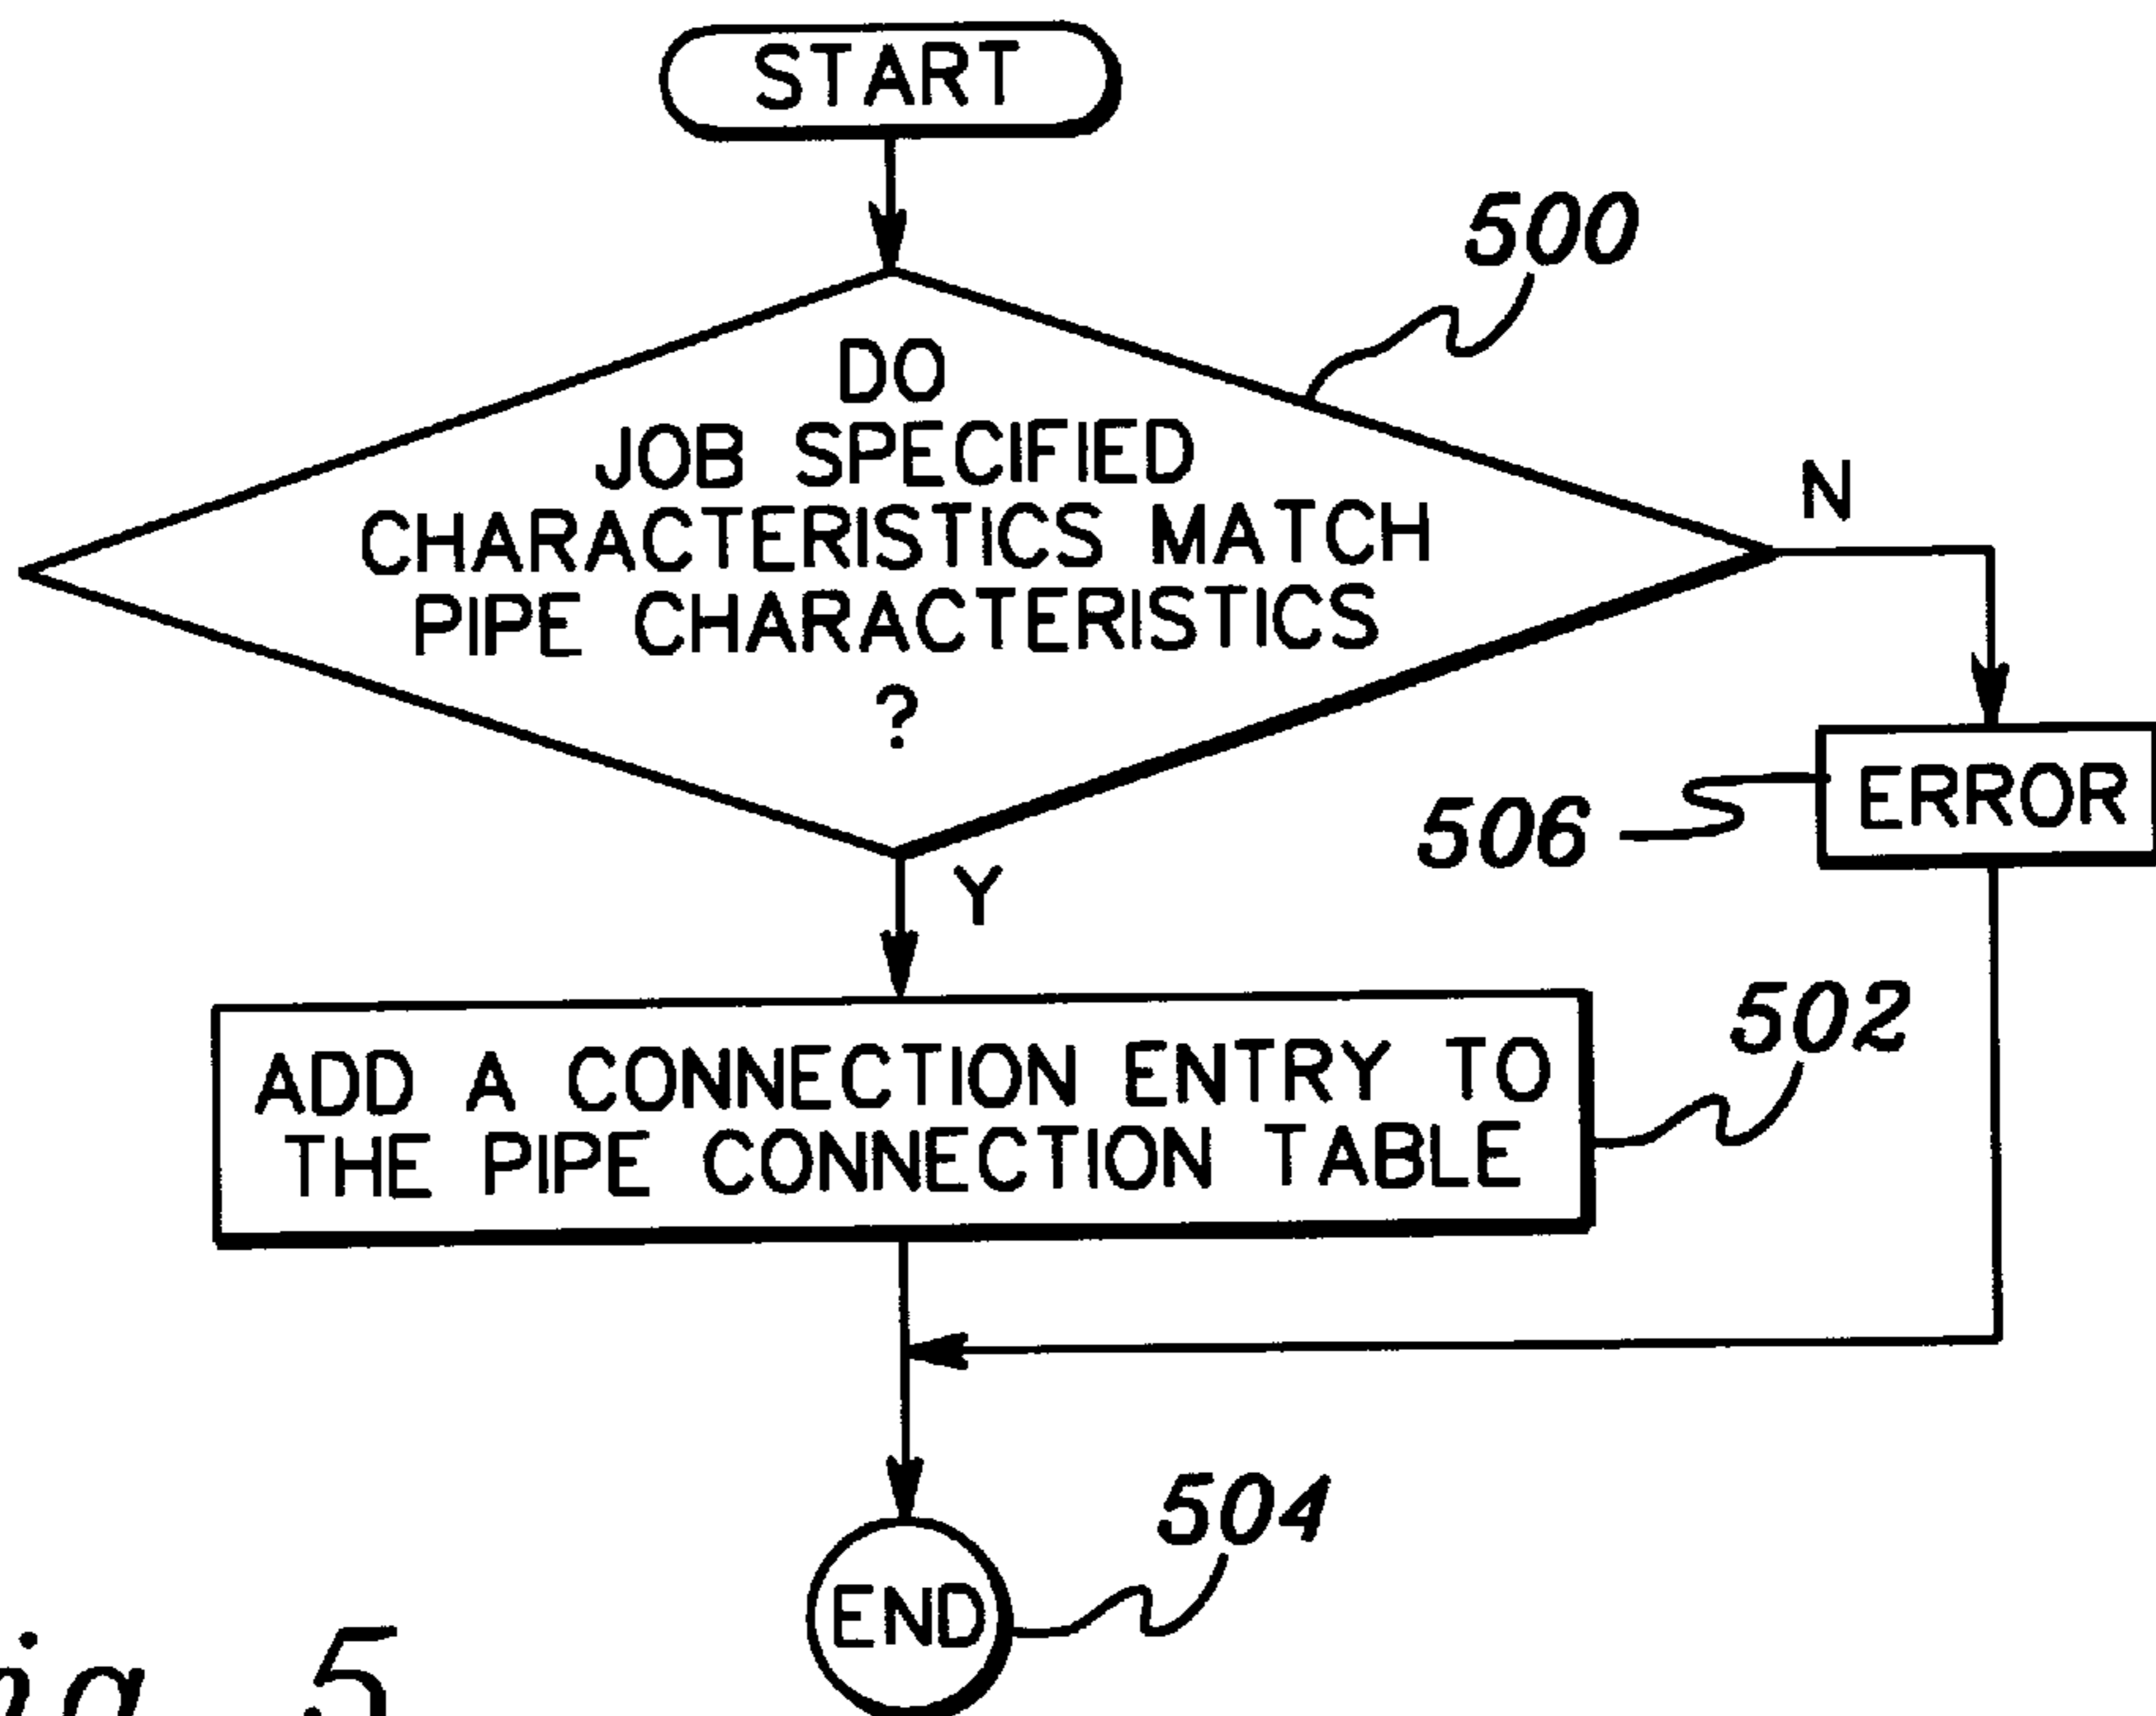 START
500
DO
JOB SPECIFIED
CHARACTERISTICS MATCH
PIPE CHARACTERISTICS
?
N
ERROR
506
Y
502
ADD A CONNECTION ENTRY TO
THE PIPE CONNECTION TABLE
504
END
5